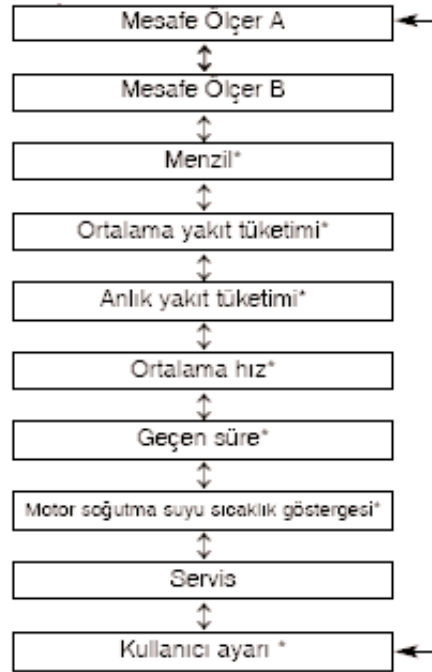 Mesafe Ölçer A
Mesafe Ölçer B
Menzil*
Ortalama yakıt tüketimi*
Anlık yakıt tüketimi*
Ortalama hız*
Geçen süre*
Motor soğutma suyu sıcaklık göstergesi*
Servis
Kullanıcı ayarı *